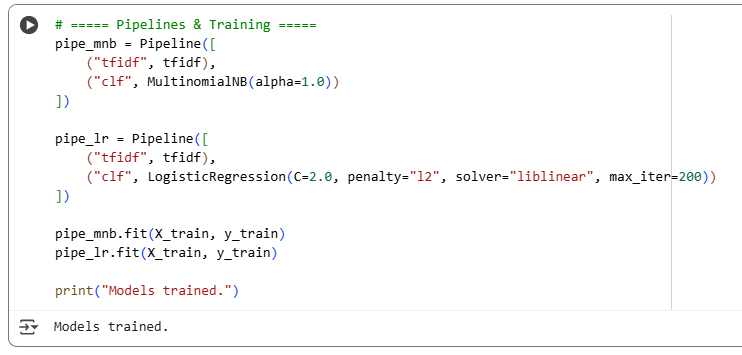 # ===== Pipelines & Training =====
pipe_mnb = Pipeline([
    ("tfidf", tfidf),
    ("clf", MultinomialNB(alpha=1.0))
])

pipe_lr = Pipeline([
    ("tfidf", tfidf),
    ("clf", LogisticRegression(C=2.0, penalty="l2", solver="liblinear", max_iter=200))
])

pipe_mnb.fit(X_train, y_train)
pipe_lr.fit(X_train, y_train)

print("Models trained.")
Models trained.